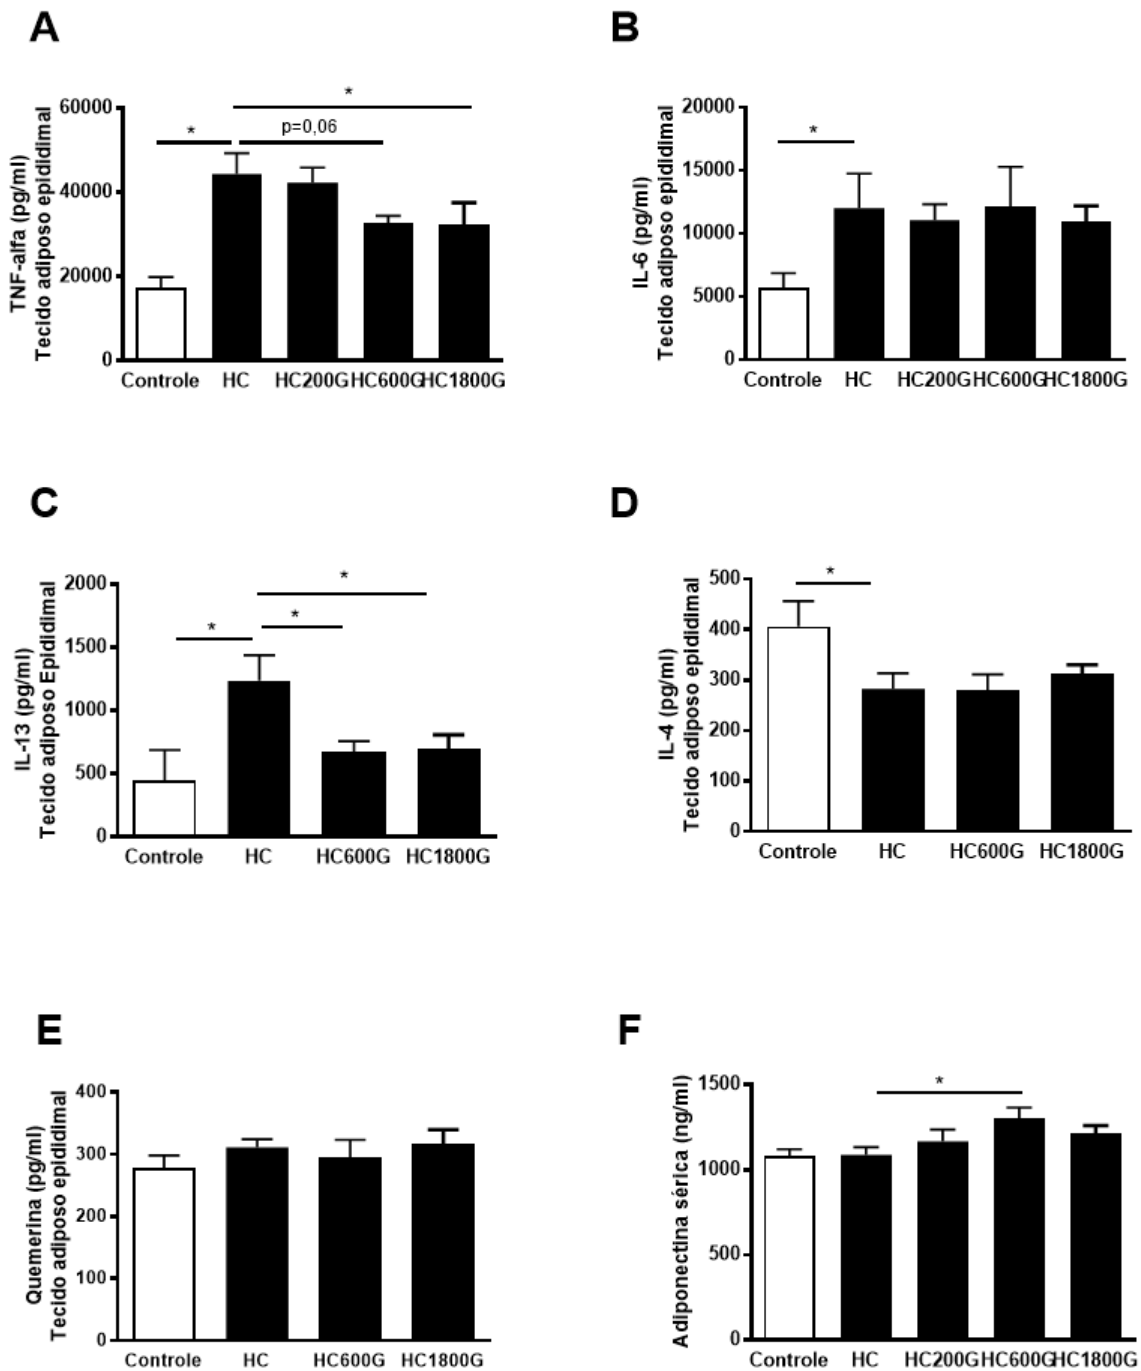 A
TNF-alfa (pg/ml)
Tecido adiposo epididimal
60000
40000
20000
0
*
*
p=0,06
Controle HC HC200G HC600G HC1800G
B
IL-6 (pg/ml)
Tecido adiposo epididimal
20000
15000
10000
5000
0
*
Controle HC HC200G HC600G HC1800G
C
IL-13 (pg/ml)
Tecido adiposo Epididimal
2000
1500
1000
500
0
*
*
*
Controle HC HC600G HC1800G
D
IL-4 (pg/ml)
Tecido adiposo epididimal
500
400
300
200
100
0
*
Controle HC HC600G HC1800G
E
Quemerina (pg/ml)
Tecido adiposo epididimal
400
300
200
100
0
Controle HC HC600G HC1800G
F
Adiponectina sérica (ng/ml)
1500
1000
500
0
*
Controle HC HC200G HC600G HC1800G